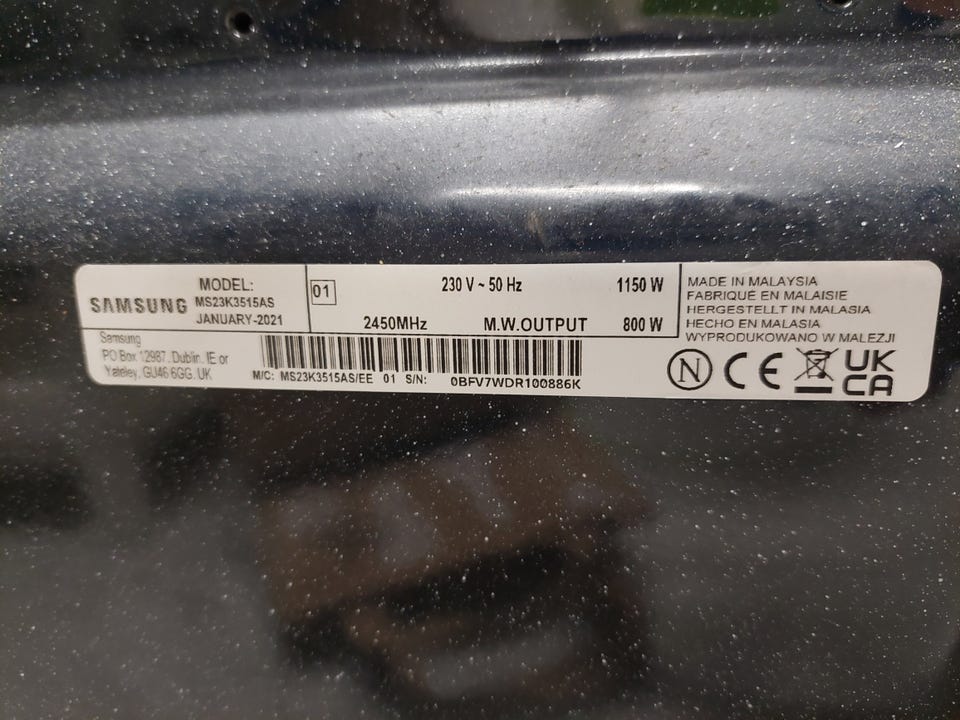 SAMSUNG
MODEL:
MS23K3515AS
JANUARY-2021
01
230 V ~ 50 Hz 1150 W
2450MHz M.W.OUTPUT 800 W
Samsung
PO Box 12987, Dublin. IE or
Yateley, GU46 6GG. UK
M/C: MS23K3515AS/EE 01 S/N: 0BFV7WDR100886K
MADE IN MALAYSIA
FABRIQUÉ EN MALAISIE
HERGESTELLT IN MALASIA
HECHO EN MALASIA
WYPRODUKOWANO W MALEZJI
N CE UK
CA